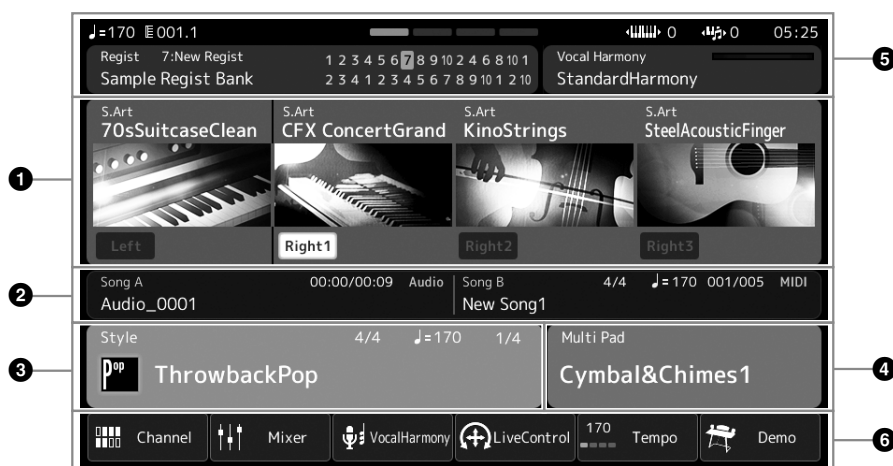 ♩=170 001.1 0 0 05:25
Regist 7:New Regist
Sample Regist Bank
1 2 3 4 5 6 7 8 9 10 2 4 6 8 10 1
2 3 4 1 2 3 4 5 6 7 8 9 10 1 2 10
Vocal Harmony
StandardHarmony
5
S.Art
70sSuitcaseClean
Left
S.Art
CFX ConcertGrand
Right1
S.Art
KinoStrings
Right2
S.Art
SteelAcousticFinger
Right3
1
Song A 00:00/00:09 Audio
Audio_0001
Song B 4/4 ♩=170 001/005 MIDI
New Song1
2
Style 4/4 ♩=170 1/4
Pop
ThrowbackPop
3
Multi Pad
Cymbal&Chimes1
4
Channel
Mixer
VocalHarmony
LiveControl
170
Tempo
Demo
6